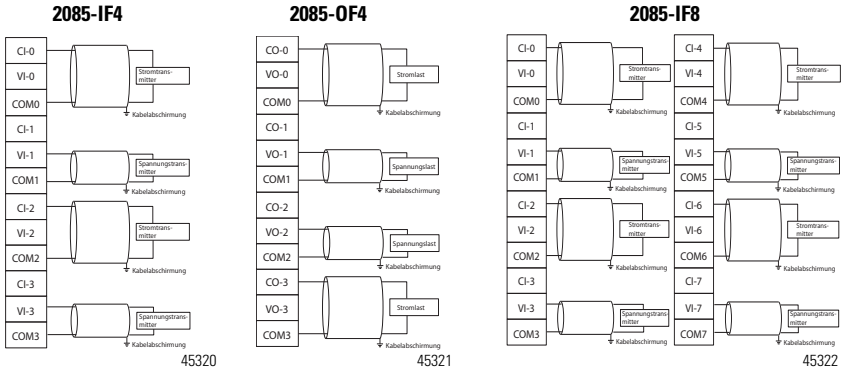 2085-IF4
CI-0
VI-0
COM0
CI-1
VI-1
COM1
CI-2
VI-2
COM2
CI-3
VI-3
COM3
Stromtrans-
mitter
Kabelabschirmung
Spannungstrans-
mitter
Kabelabschirmung
Stromtrans-
mitter
Kabelabschirmung
Spannungstrans-
mitter
Kabelabschirmung
45320
2085-OF4
CO-0
VO-0
COM0
CO-1
VO-1
COM1
CO-2
VO-2
COM2
CO-3
VO-3
COM3
Stromlast
Kabelabschirmung
Spannungslast
Kabelabschirmung
Spannungslast
Kabelabschirmung
Stromlast
Kabelabschirmung
45321
2085-IF8
CI-0
VI-0
COM0
CI-1
VI-1
COM1
CI-2
VI-2
COM2
CI-3
VI-3
COM3
Stromtrans-
mitter
Kabelabschirmung
Spannungstrans-
mitter
Kabelabschirmung
Stromtrans-
mitter
Kabelabschirmung
Spannungstrans-
mitter
Kabelabschirmung
CI-4
VI-4
COM4
CI-5
VI-5
COM5
CI-6
VI-6
COM6
CI-7
VI-7
COM7
Stromtrans-
mitter
Kabelabschirmung
Spannungstrans-
mitter
Kabelabschirmung
Stromtrans-
mitter
Kabelabschirmung
Spannungstrans-
mitter
Kabelabschirmung
45322